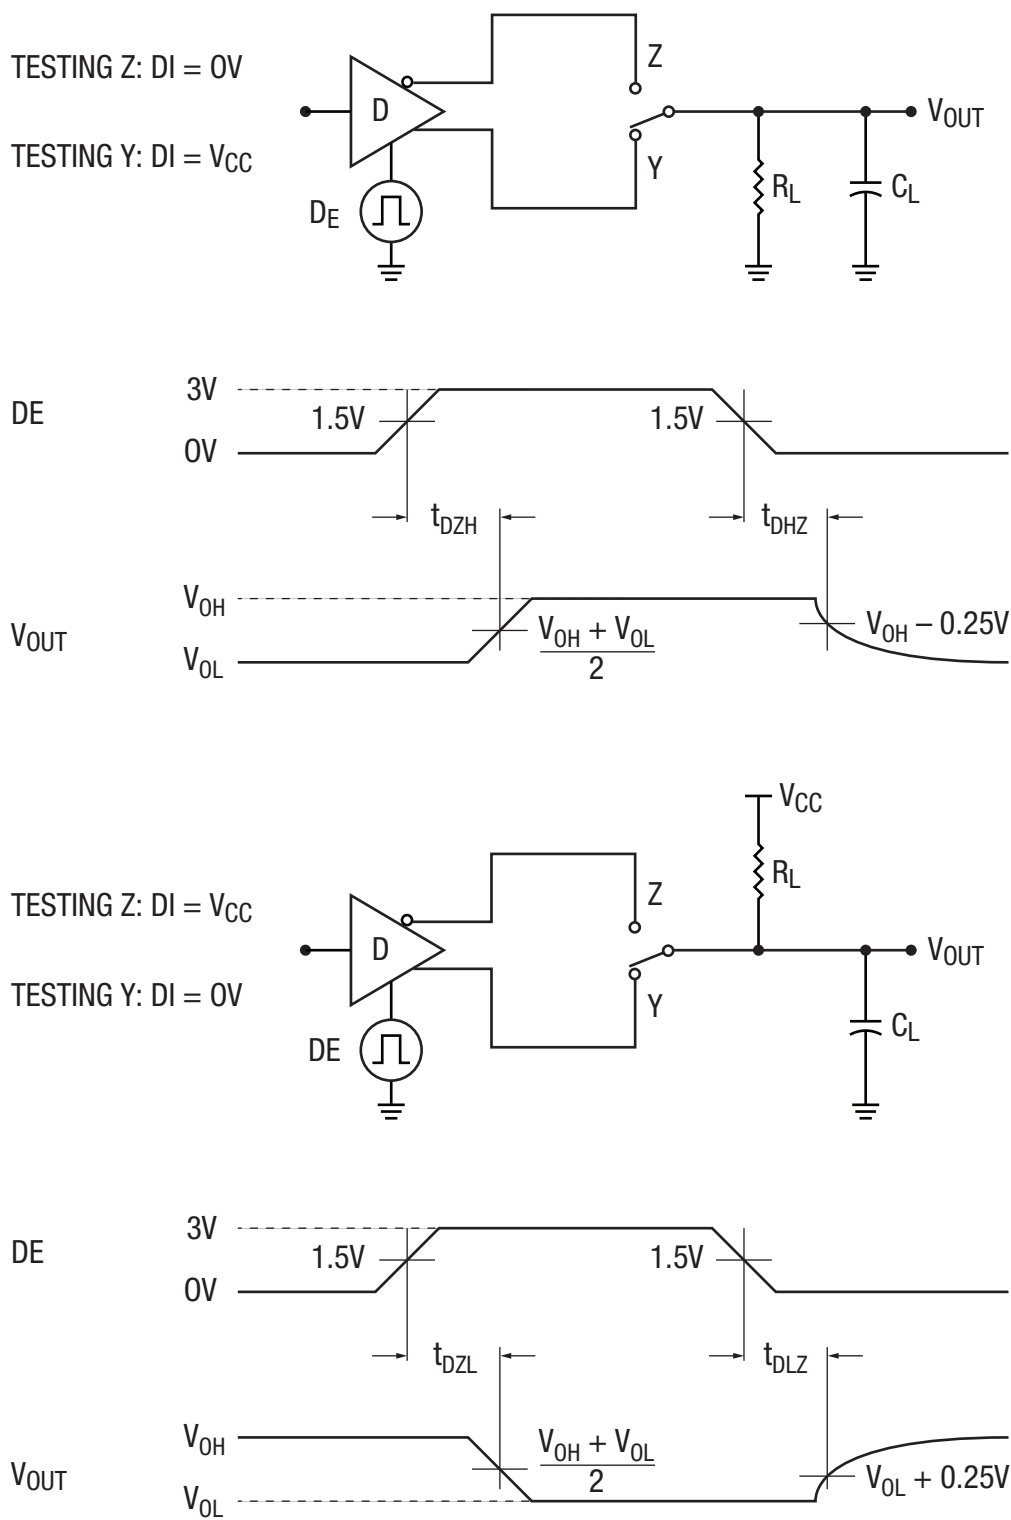 TESTING Z: DI = 0V
Z
D
V_OUT
TESTING Y: DI = V_CC
Y
R_L
C_L
D_E
3V
DE
1.5V
1.5V
0V
t_DZH
t_DHZ
V_OH
V_OUT
V_OH + V_OL
2
V_OH – 0.25V
V_OL
V_CC
R_L
TESTING Z: DI = V_CC
Z
D
V_OUT
TESTING Y: DI = 0V
Y
C_L
DE
3V
DE
1.5V
1.5V
0V
t_DZL
t_DLZ
V_OH
V_OUT
V_OH + V_OL
2
V_OL + 0.25V
V_OL